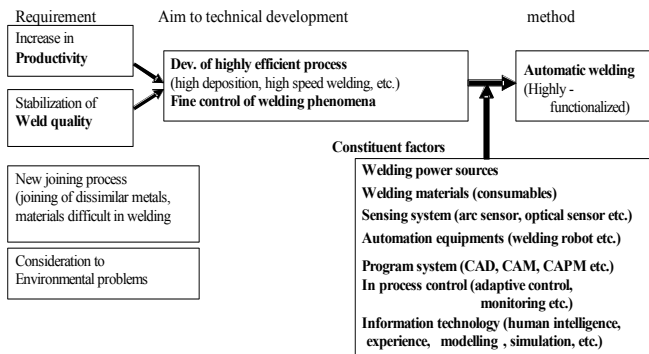 Requirement
Aim to technical development
method
Increase in
Productivity
Stabilization of
Weld quality
Dev. of highly efficient process
(high deposition, high speed welding, etc.)
Fine control of welding phenomena
Automatic welding
(Highly -
functionalized)
Constituent factors
New joining process
(joining of dissimilar metals,
materials difficult in welding
Consideration to
Environmental problems
Welding power sources
Welding materials (consumables)
Sensing system (arc sensor, optical sensor etc.)
Automation equipments (welding robot etc.)
Program system (CAD, CAM, CAPM etc.)
In process control (adaptive control,
monitoring etc.)
Information technology (human intelligence,
experience, modelling , simulation, etc.)